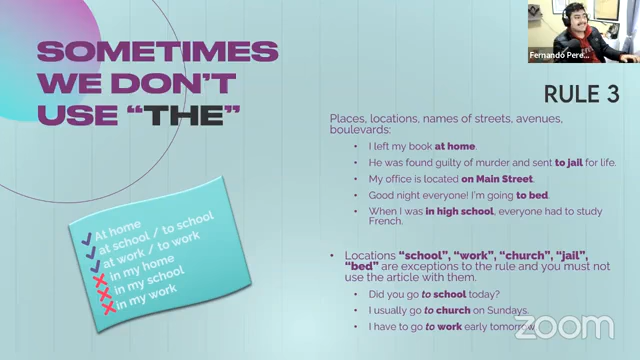 SOMETIMES
WE DON'T
USE "THE"
At home
at school / to school
at work / to work
in my home
in my school
in my work
Fernando Pere...
RULE 3
Places, locations, names of streets, avenues,
boulevards:
• I left my book at home.
• He was found guilty of murder and sent to jail for life.
• My office is located on Main Street.
• Good night everyone! I'm going to bed.
• When I was in high school, everyone had to study
French.
• Locations "school", "work", "church", "jail",
"bed" are exceptions to the rule and you must not
use the article with them.
• Did you go to school today?
• I usually go to church on Sundays.
• I have to go to work early tomorrow.
zoom